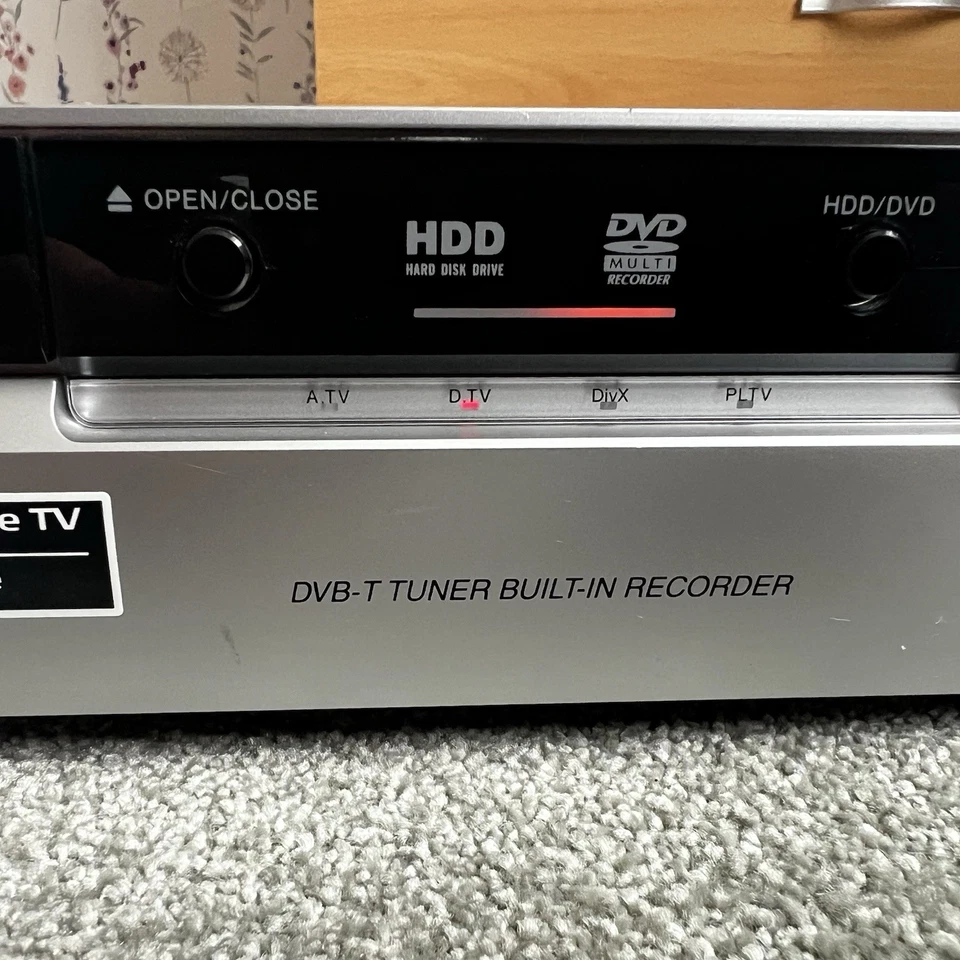 OPEN/CLOSE
HDD
HARD DISK DRIVE
DVD
MULTI
RECORDER
HDD/DVD
A.TV
D.TV
DivX
PLTV
e TV
DVB-T TUNER BUILT-IN RECORDER